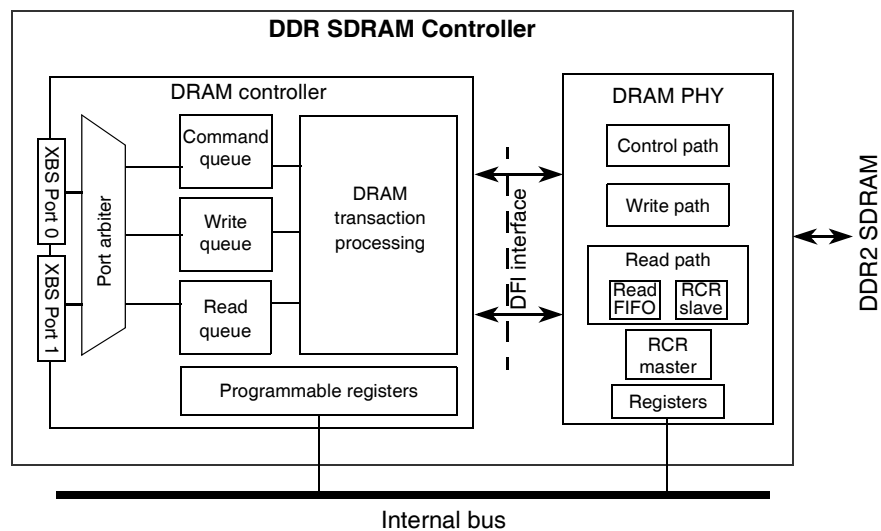 DDR SDRAM Controller
DRAM controller
XBS Port 0
XBS Port 1
Port arbiter
Command
queue
Write
queue
Read
queue
DRAM
transaction
processing
Programmable registers
DFI interface
DRAM PHY
Control path
Write path
Read path
Read
FIFO
RCR
slave
RCR
master
Registers
DDR2 SDRAM
Internal bus